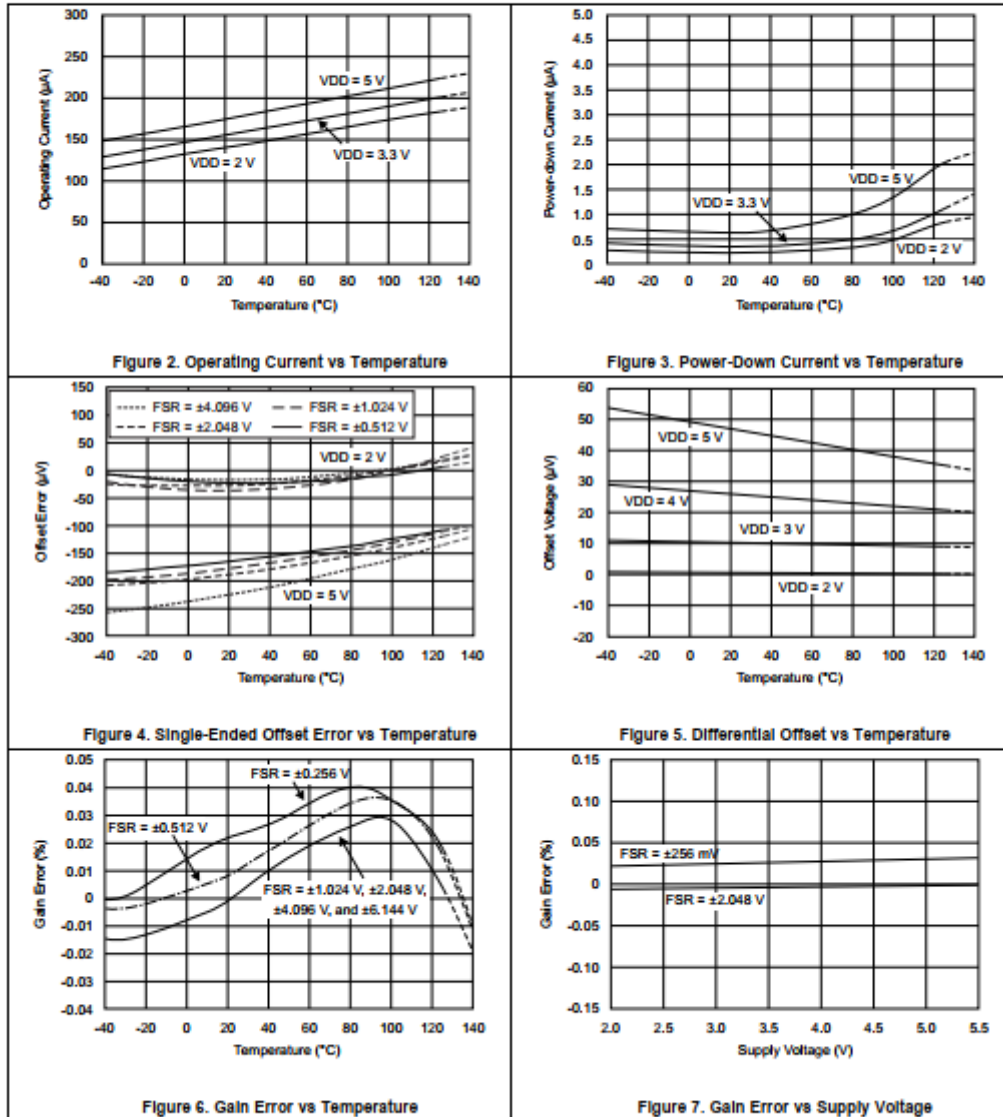 300
250
200
150
100
50
0
Operating Current (µA)
VDD = 5 V
VDD = 3.3 V
VDD = 2 V
-40 -20 0 20 40 60 80 100 120 140
Temperature (°C)
Figure 2. Operating Current vs Temperature
5.0
4.5
4.0
3.5
3.0
2.5
2.0
1.5
1.0
0.5
0
Power-down Current (µA)
VDD = 5 V
VDD = 3.3 V
VDD = 2 V
-40 -20 0 20 40 60 80 100 120 140
Temperature (°C)
Figure 3. Power-Down Current vs Temperature
150
100
50
0
-50
-100
-150
-200
-250
-300
Offset Error (µV)
FSR = ±4.096 V FSR = ±1.024 V
FSR = ±2.048 V FSR = ±0.512 V
VDD = 2 V
VDD = 5 V
-40 -20 0 20 40 60 80 100 120 140
Temperature (°C)
Figure 4. Single-Ended Offset Error vs Temperature
60
50
40
30
20
10
0
-10
-20
Offset Voltage (µV)
VDD = 5 V
VDD = 4 V
VDD = 3 V
VDD = 2 V
-40 -20 0 20 40 60 80 100 120 140
Temperature (°C)
Figure 5. Differential Offset vs Temperature
0.05
0.04
0.03
0.02
0.01
0
-0.01
-0.02
-0.03
-0.04
Gain Error (%)
FSR = ±0.256 V
FSR = ±0.512 V
FSR = ±1.024 V, ±2.048 V,
±4.096 V, and ±6.144 V
-40 -20 0 20 40 60 80 100 120 140
Temperature (°C)
Figure 6. Gain Error vs Temperature
0.15
0.10
0.05
0
-0.05
-0.10
-0.15
Gain Error (%)
FSR = ±256 mV
FSR = ±2.048 V
2.0 2.5 3.0 3.5 4.0 4.5 5.0 5.5
Supply Voltage (V)
Figure 7. Gain Error vs Supply Voltage